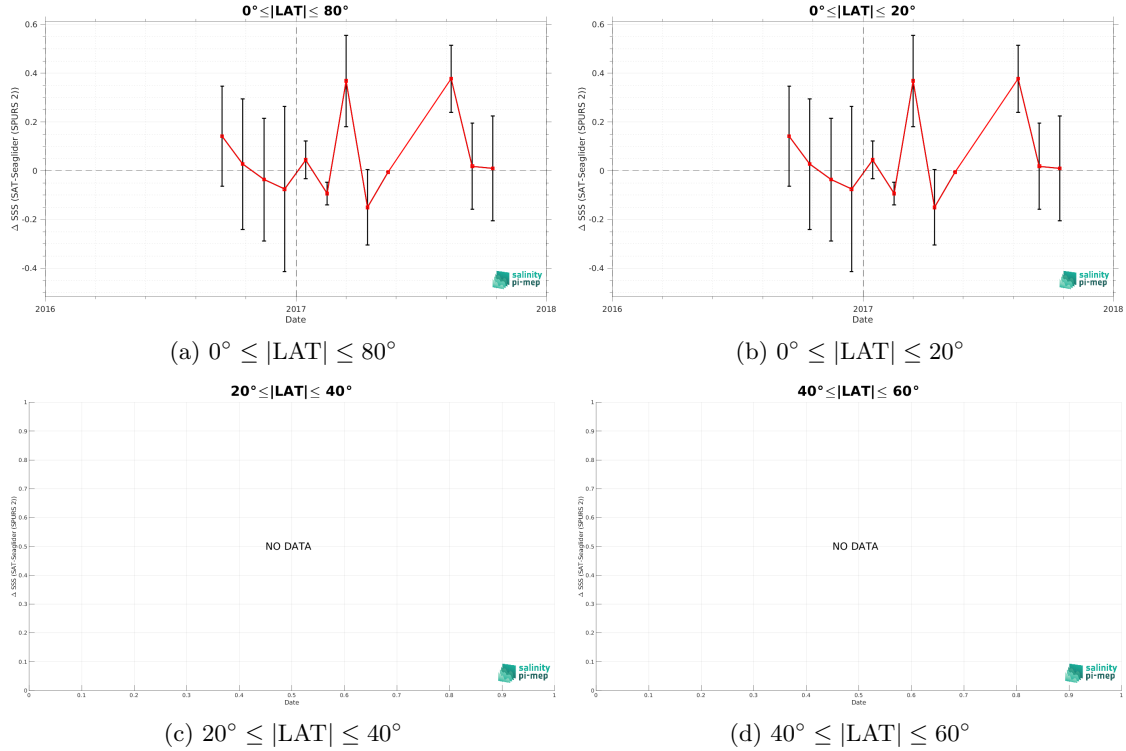 0°≤|LAT|≤ 80°
Δ SSS (SAT-Seaglider (SPURS 2))
0.6
0.4
0.2
0
-0.2
-0.4
2016
2017
2018
Date
salinity
pi-mep
(a) 0° ≤ |LAT| ≤ 80°
0°≤|LAT|≤ 20°
Δ SSS (SAT-Seaglider (SPURS 2))
0.6
0.4
0.2
0
-0.2
-0.4
2016
2017
2018
Date
salinity
pi-mep
(b) 0° ≤ |LAT| ≤ 20°
20°≤|LAT|≤ 40°
Δ SSS (SAT-Seaglider (SPURS 2))
1
0.9
0.8
0.7
0.6
0.5
0.4
0.3
0.2
0.1
0
NO DATA
0 0.1 0.2 0.3 0.4 0.5 0.6 0.7 0.8 0.9 1
Date
salinity
pi-mep
(c) 20° ≤ |LAT| ≤ 40°
40°≤|LAT|≤ 60°
Δ SSS (SAT-Seaglider (SPURS 2))
1
0.9
0.8
0.7
0.6
0.5
0.4
0.3
0.2
0.1
0
NO DATA
0 0.1 0.2 0.3 0.4 0.5 0.6 0.7 0.8 0.9 1
Date
salinity
pi-mep
(d) 40° ≤ |LAT| ≤ 60°